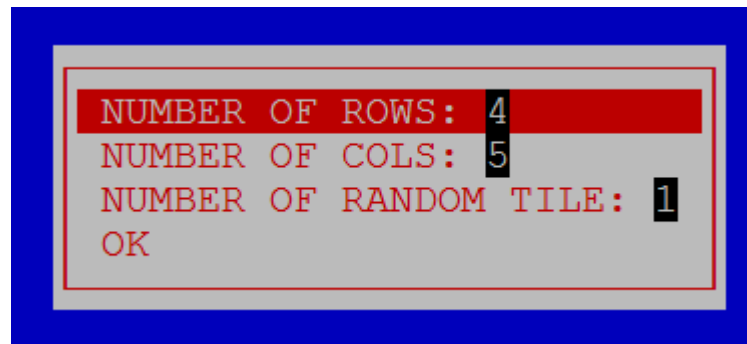 NUMBER OF ROWS: 4
NUMBER OF COLS: 5
NUMBER OF RANDOM TILE: 1
OK